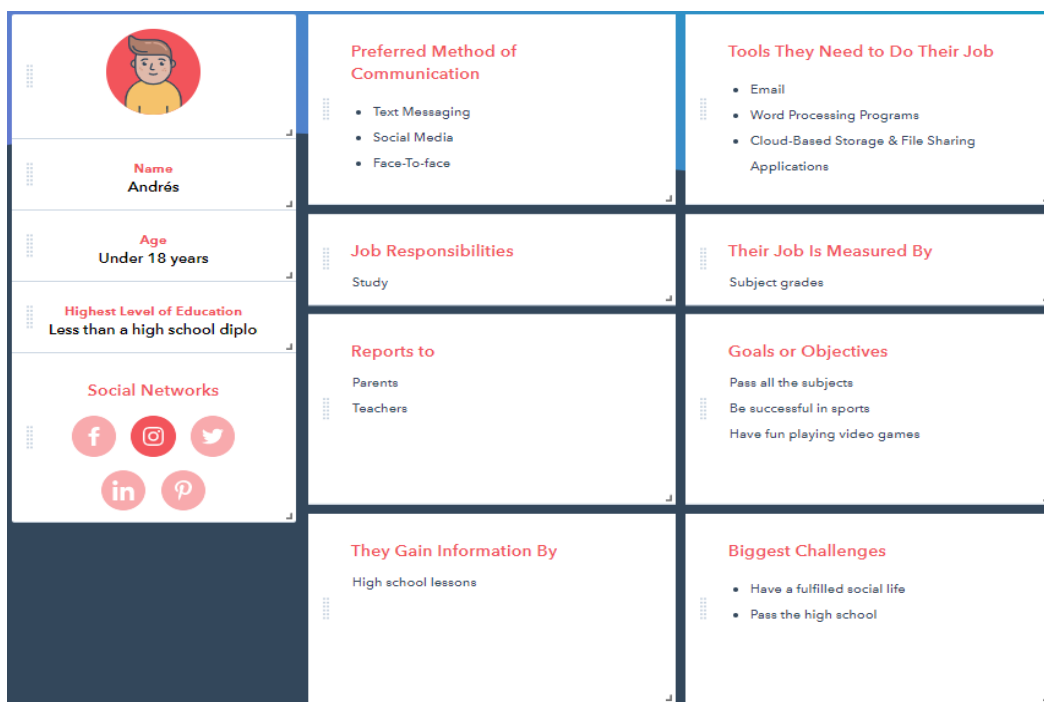 Name
Andrés
Age
Under 18 years
Highest Level of Education
Less than a high school diplo
Social Networks
f
in
Preferred Method of
Communication
Text Messaging
Social Media
Face-To-face
Tools They Need to Do Their Job
Email
Word Processing Programs
Cloud-Based Storage & File Sharing
Applications
Job Responsibilities
Study
Their Job Is Measured By
Subject grades
Reports to
Parents
Teachers
Goals or Objectives
Pass all the subjects
Be successful in sports
Have fun playing video games
They Gain Information By
High school lessons
Biggest Challenges
Have a fulfilled social life
Pass the high school